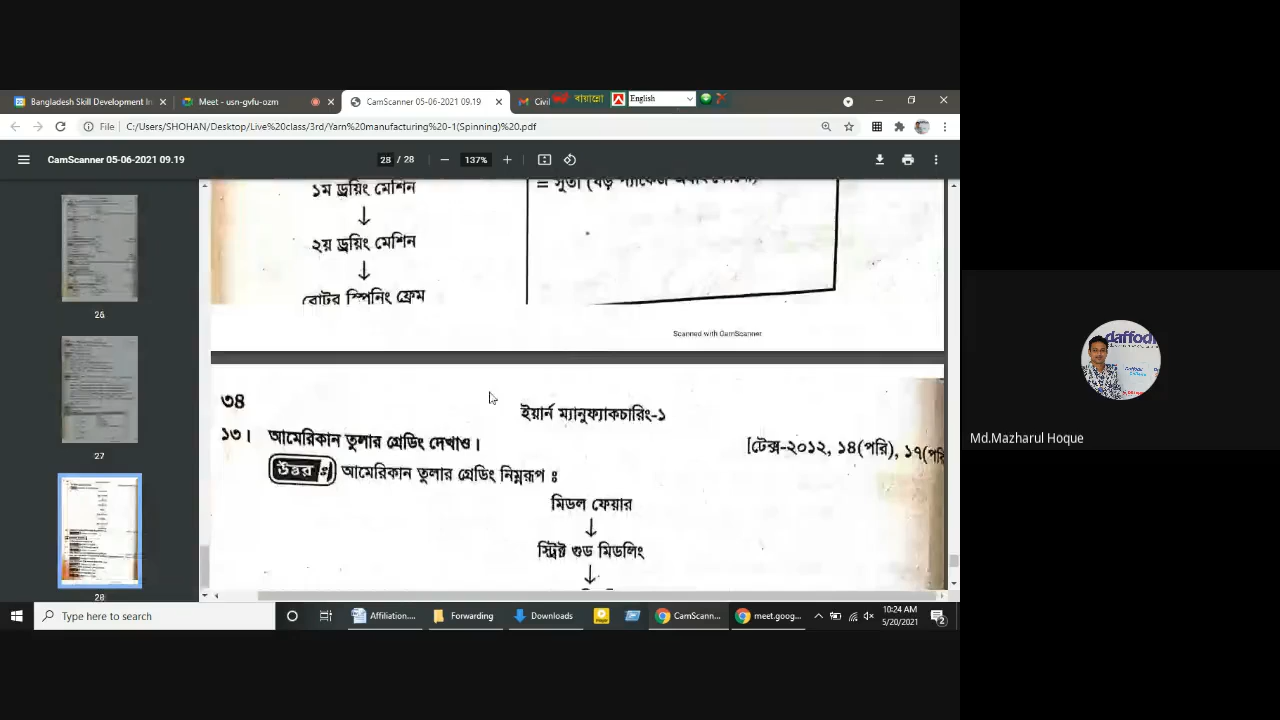 Bangladesh Skill Development In
Meet - usn-gvfu-ozm
CamScanner 05-06-2021 09.19
Civil
বায়ান্নো
English
File
C:/Users/SHOHAN/Desktop/Live%20class/3rd/Yarn%20manufacturing%20-1(Spinning)%20.pdf
CamScanner 05-06-2021 09.19
28 / 28
137%
26
27
28
১ম ড্রয়িং মেশিন
↓
২য় ড্রয়িং মেশিন
↓
রোটর স্পিনিং ফ্রেম
= সুতা
Scanned with CamScanner
৩৪
ইয়ার্ন ম্যানুফ্যাকচারিং-১
১৩। আমেরিকান তুলার গ্রেডিং দেখাও।
[টেক্স-২০১২, ১৪(পরি), ১৭(পরি
উত্তর ঃ আমেরিকান তুলার গ্রেডিং নিম্নরূপ ঃ
মিডল ফেয়ার
↓
স্ট্রিক্ট গুড মিডলিং
↓
Type here to search
Affiliation....
Forwarding
Downloads
CamScann...
meet.goog...
10:24 AM
5/20/2021
2
daffodil
Md.Mazharul Hoque